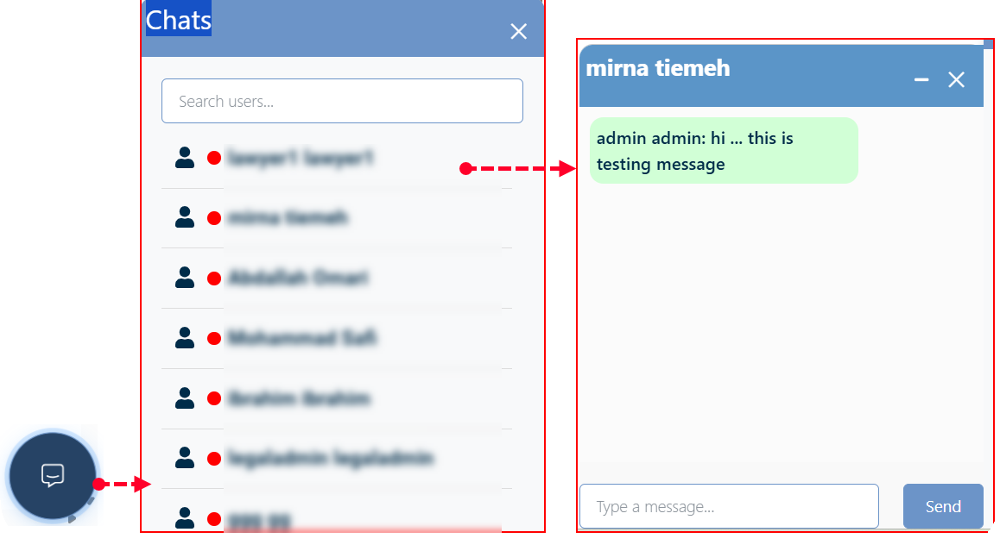 Chats
Search users...
lawyer1 lawyer1
mirna tiemeh
Abdallah Omari
Mohammad Safi
Ibrahim Ibrahim
legaladmin legaladmin
mirna tiemeh
admin admin: hi ... this is
testing message
Type a message...
Send